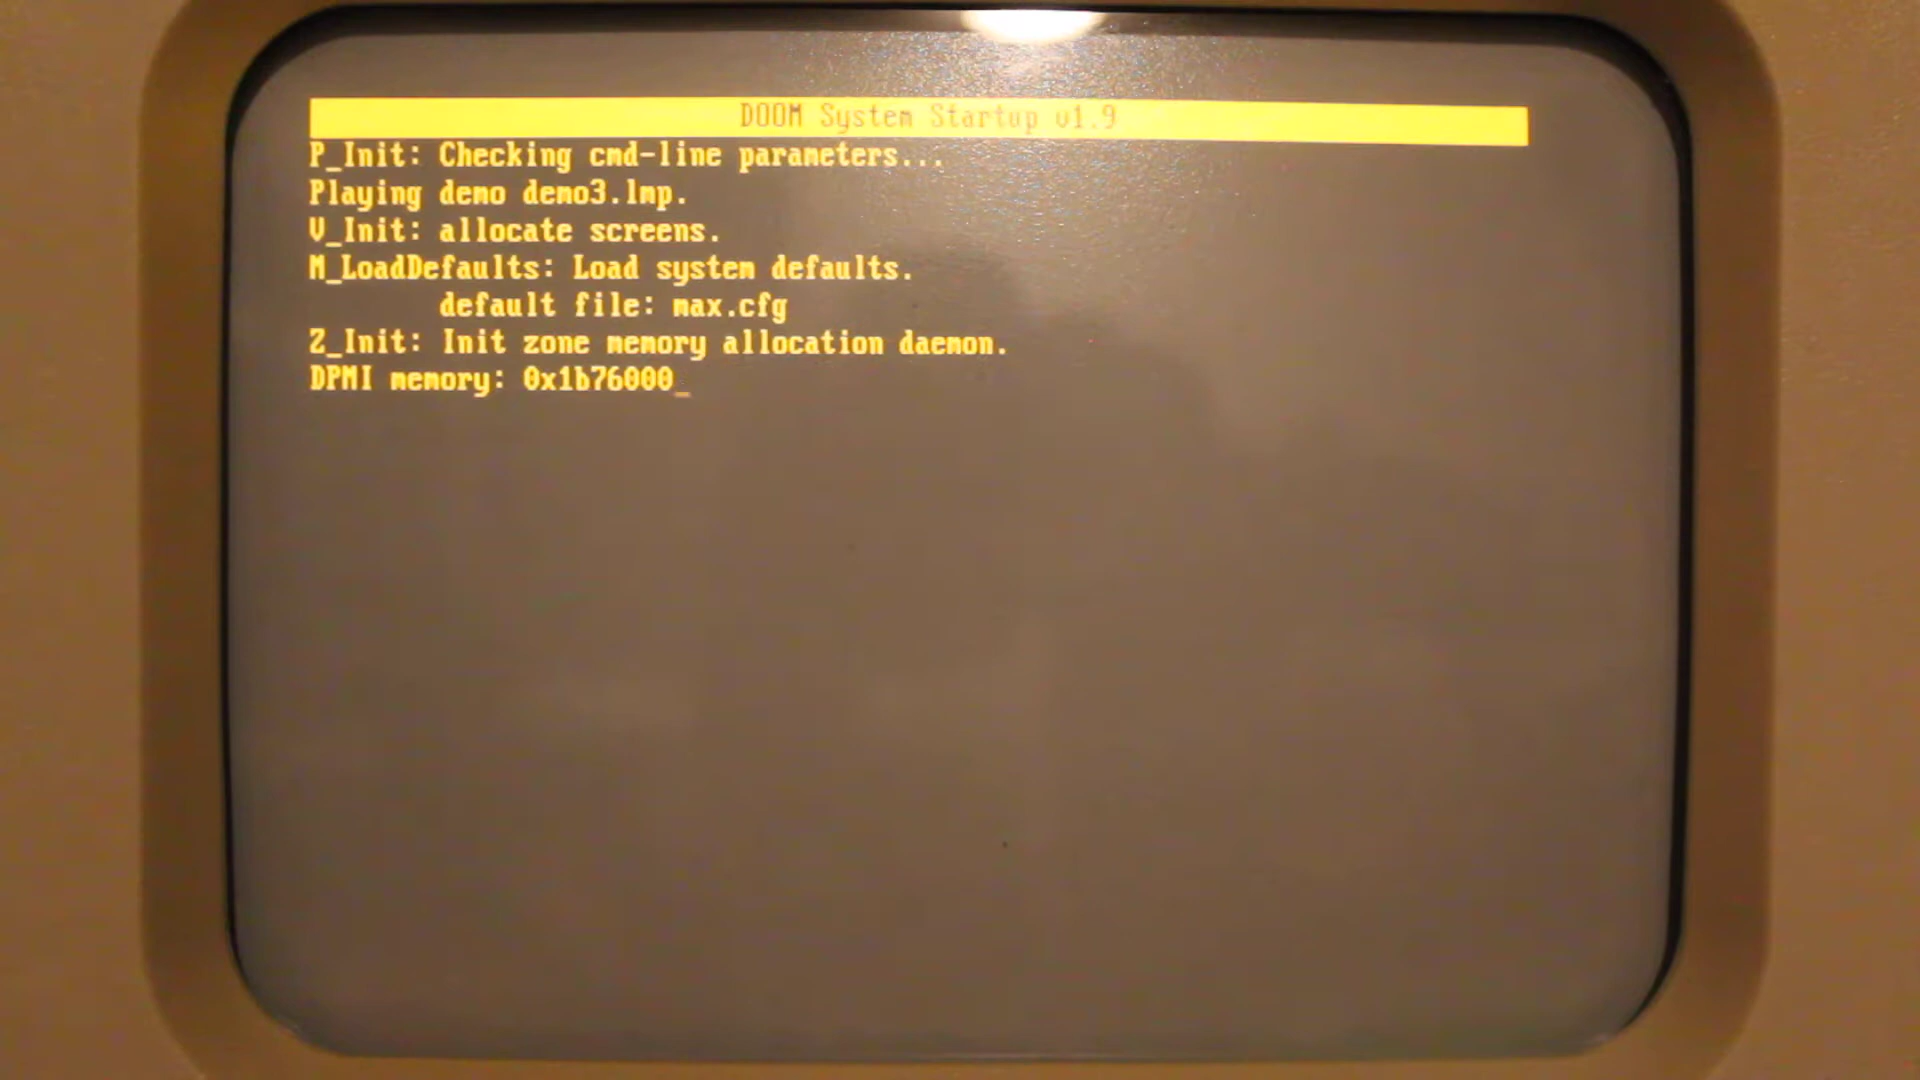 DOOM System Startup v1.9
P_Init: Checking cmd-line parameters...
Playing demo demo3.lmp.
V_Init: allocate screens.
M_LoadDefaults: Load system defaults.
default file: max.cfg
Z_Init: Init zone memory allocation daemon.
DPMI memory: 0x1b76000_